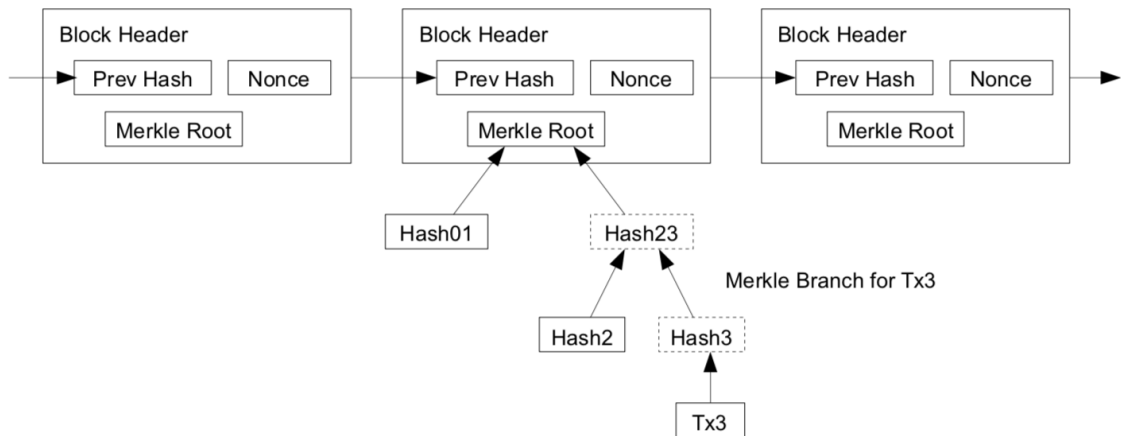 Block Header
Prev Hash
Nonce
Merkle Root
Block Header
Prev Hash
Nonce
Merkle Root
Block Header
Prev Hash
Nonce
Merkle Root
Hash01
Hash23
Merkle Branch for Tx3
Hash2
Hash3
Tx3